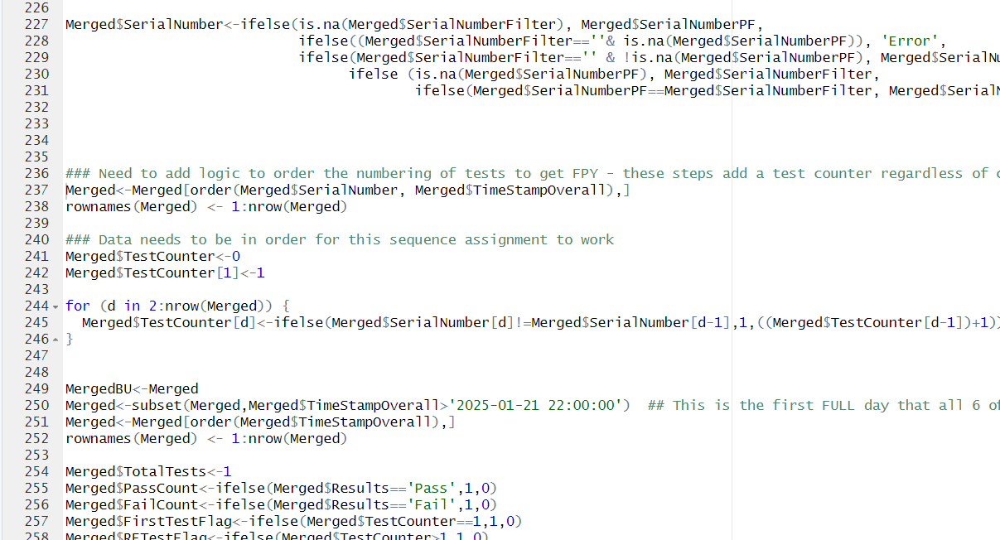 226
227 Merged$SerialNumber<-ifelse(is.na(Merged$SerialNumberFilter), Merged$SerialNumberPF,
228 ifelse((Merged$SerialNumberFilter==''& is.na(Merged$SerialNumberPF)), 'Error',
229 ifelse(Merged$SerialNumberFilter=='' & !is.na(Merged$SerialNumberPF), Merged$SerialNu
230 ifelse (is.na(Merged$SerialNumberPF), Merged$SerialNumberFilter,
231 ifelse(Merged$SerialNumberPF==Merged$SerialNumberFilter, Merged$SerialN
232
233
234
235
236 ### Need to add logic to order the numbering of tests to get FPY - these steps add a test counter regardless of
237 Merged<-Merged[order(Merged$SerialNumber, Merged$TimeStampOverall),]
238 rownames(Merged) <- 1:nrow(Merged)
239
240 ### Data needs to be in order for this sequence assignment to work
241 Merged$TestCounter<-0
242 Merged$TestCounter[1]<-1
243
244 for (d in 2:nrow(Merged)) {
245 Merged$TestCounter[d]<-ifelse(Merged$SerialNumber[d]!=Merged$SerialNumber[d-1],1,((Merged$TestCounter[d-1])+1))
246 }
247
248
249 MergedBU<-Merged
250 Merged<-subset(Merged,Merged$TimeStampOverall>'2025-01-21 22:00:00') ## This is the first FULL day that all 6 of
251 Merged<-Merged[order(Merged$TimeStampOverall),]
252 rownames(Merged) <- 1:nrow(Merged)
253
254 Merged$TotalTests<-1
255 Merged$PassCount<-ifelse(Merged$Results=='Pass',1,0)
256 Merged$FailCount<-ifelse(Merged$Results=='Fail',1,0)
257 Merged$FirstTestFlag<-ifelse(Merged$TestCounter==1,1,0)
258 Merged$RETestFlag<-ifelse(Merged$TestCounter>1,1,0)